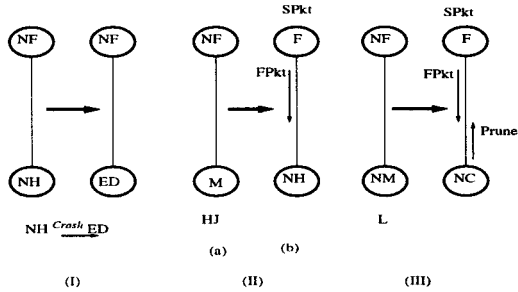 SPkt
SPkt
NF
NF
NF
F
NF
F
FPkt
FPkt
Prune
NH
ED
M
NH
NM
NC
HJ
L
NH Crash ED
(a)
(b)
(I)
(II)
(III)